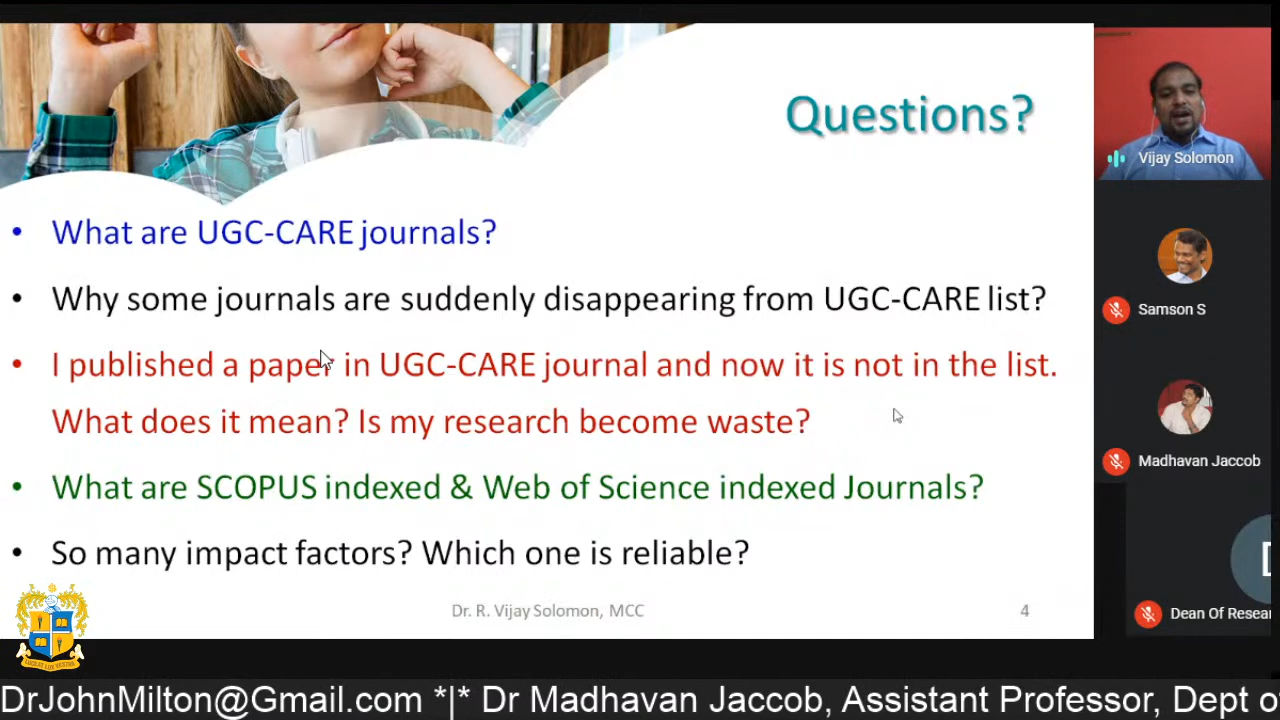 Questions?
• What are UGC-CARE journals?
• Why some journals are suddenly disappearing from UGC-CARE list?
• I published a paper in UGC-CARE journal and now it is not in the list.
What does it mean? Is my research become waste?
• What are SCOPUS indexed & Web of Science indexed Journals?
• So many impact factors? Which one is reliable?
Dr. R. Vijay Solomon, MCC
4
Vijay Solomon
Samson S
Madhavan Jaccob
D
Dean Of Resear
DrJohnMilton@Gmail.com *|* Dr Madhavan Jaccob, Assistant Professor, Dept o